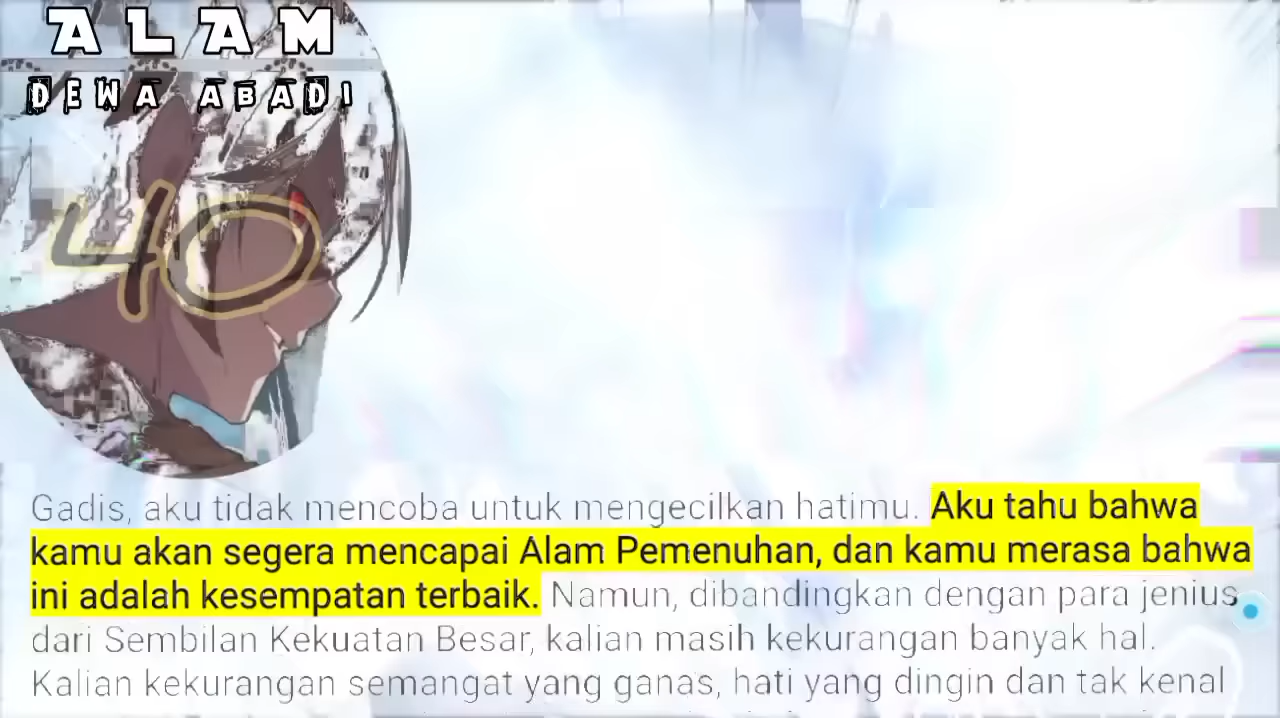 ALAM
DEWA ABADI
40
Gadis, aku tidak mencoba untuk mengecilkan hatimu. Aku tahu bahwa
kamu akan segera mencapai Alam Pemenuhan, dan kamu merasa bahwa
ini adalah kesempatan terbaik. Namun, dibandingkan dengan para jenius
dari Sembilan Kekuatan Besar, kalian masih kekurangan banyak hal.
Kalian kekurangan semangat yang ganas, hati yang dingin dan tak kenal